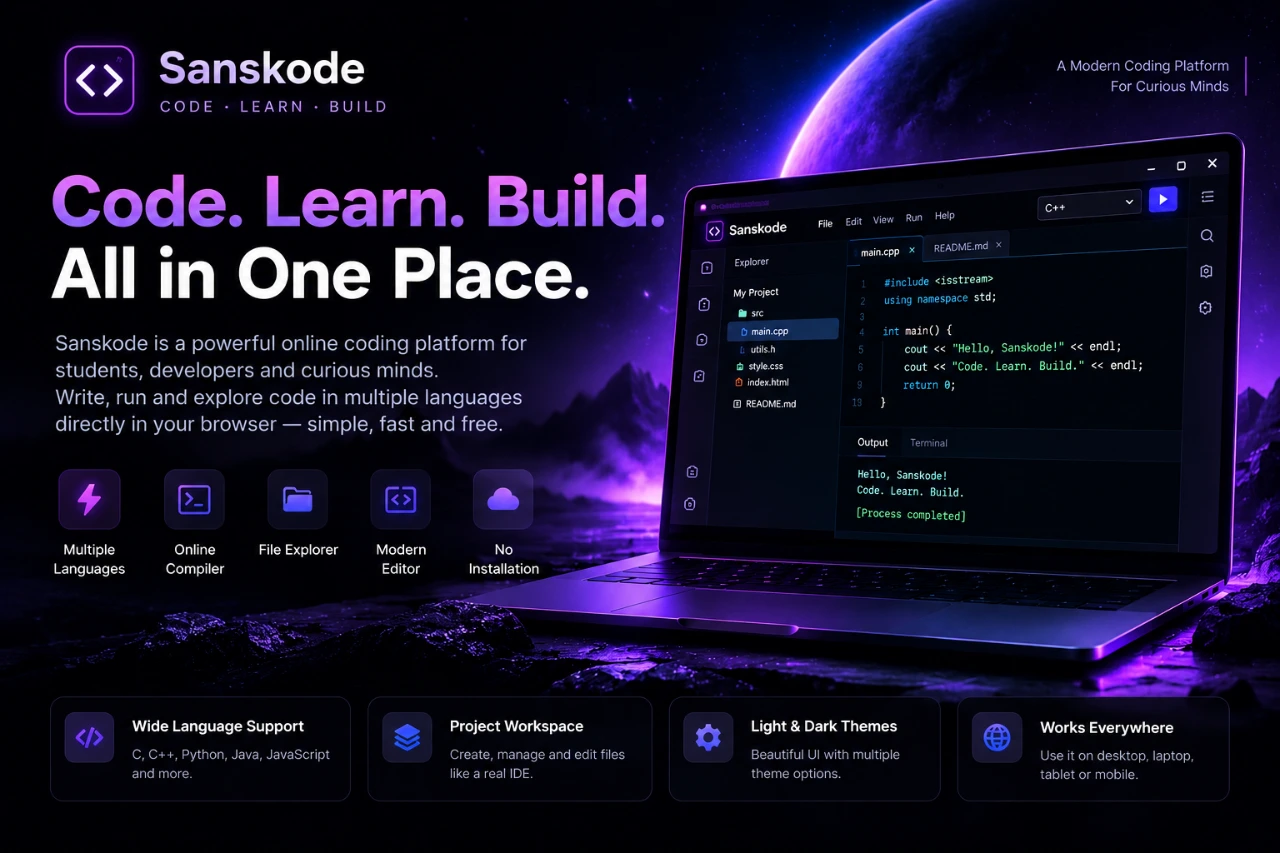 Sanskode
CODE · LEARN · BUILD
A Modern Coding Platform
For Curious Minds
Code. Learn. Build.
All in One Place.
Sanskode is a powerful online coding platform for
students, developers and curious minds.
Write, run and explore code in multiple languages
directly in your browser — simple, fast and free.
Multiple
Languages
Online
Compiler
File Explorer
Modern
Editor
No
Installation
Sanskode
File Edit View Run Help
C++
Explorer
My Project
src
main.cpp
utils.h
style.css
index.html
README.md
main.cpp × README.md ×
1 #include <isstream>
2 using namespace std;
3
4 int main() {
5 cout << "Hello, Sanskode!" << endl;
6 cout << "Code. Learn. Build." << endl;
9 return 0;
13 }
Output Terminal
Hello, Sanskode!
Code. Learn. Build.
[Process completed]
Wide Language Support
C, C++, Python, Java, JavaScript
and more.
Project Workspace
Create, manage and edit files
like a real IDE.
Light & Dark Themes
Beautiful UI with multiple
theme options.
Works Everywhere
Use it on desktop, laptop,
tablet or mobile.